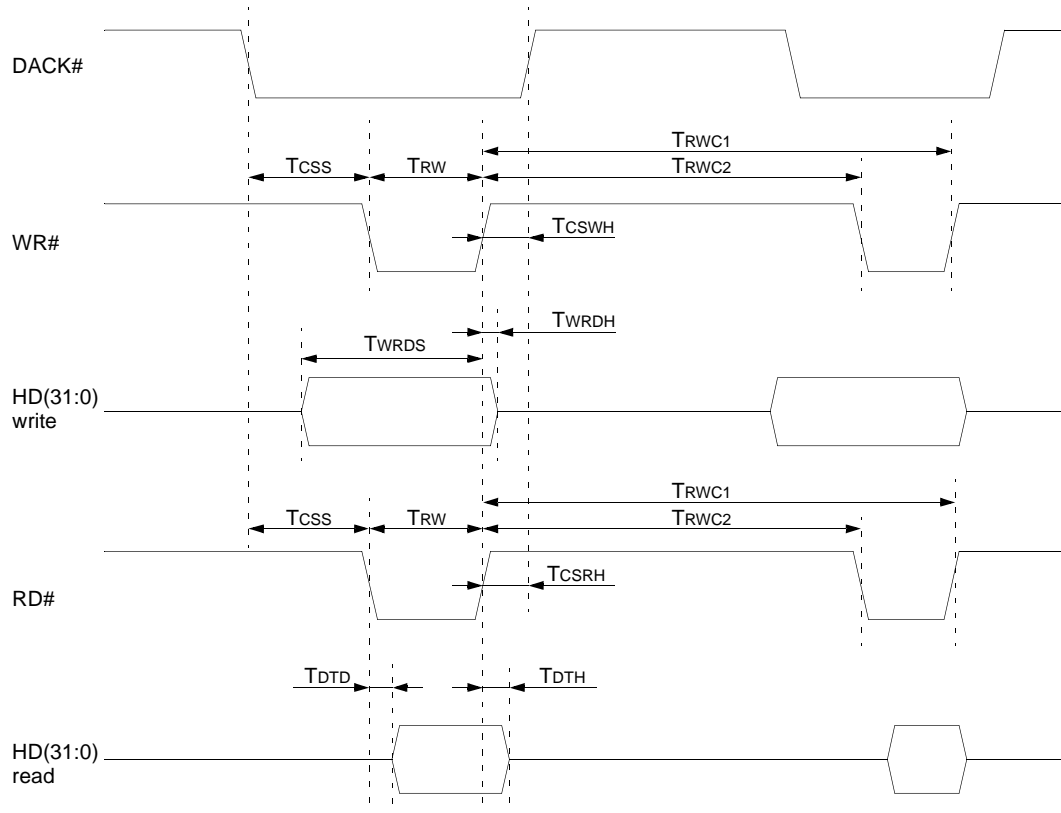 DACK#
TRWC1
TCSS TRW TRWC2
TCSWH
WR#
TWRDH
TWRDS
HD(31:0)
write
TRWC1
TCSS TRW TRWC2
TCSRH
RD#
TDTD TDTH
HD(31:0)
read